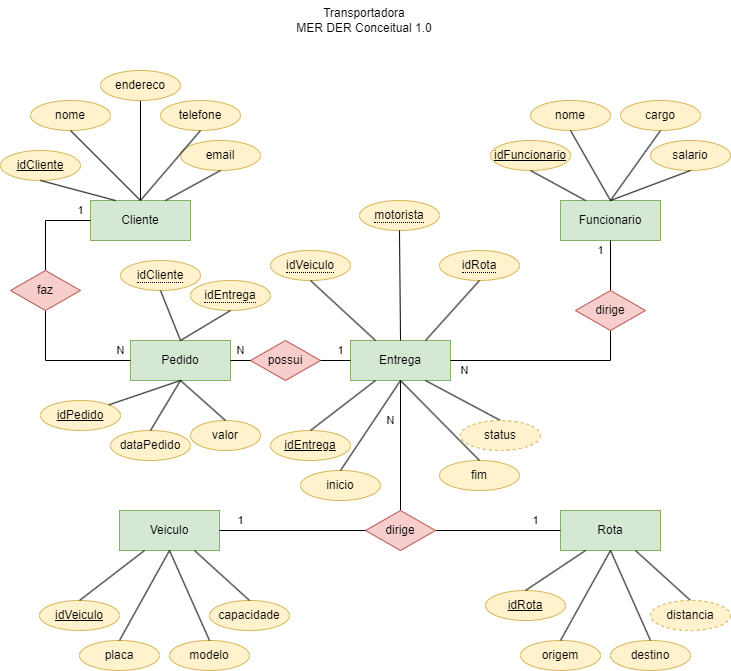 Transportadora
MER DER Conceitual 1.0
endereco
nome
telefone
idCliente
email
nome
cargo
idFuncionario
salario
1
Cliente
motorista
Funcionario
1
faz
idCliente
idEntrega
idVeiculo
idRota
dirige
N
Pedido
N
possui
1
Entrega
N
idPedido
dataPedido
valor
N
idEntrega
inicio
status
fim
Veiculo
1
dirige
1
Rota
idVeiculo
capacidade
placa
modelo
idRota
distancia
origem
destino